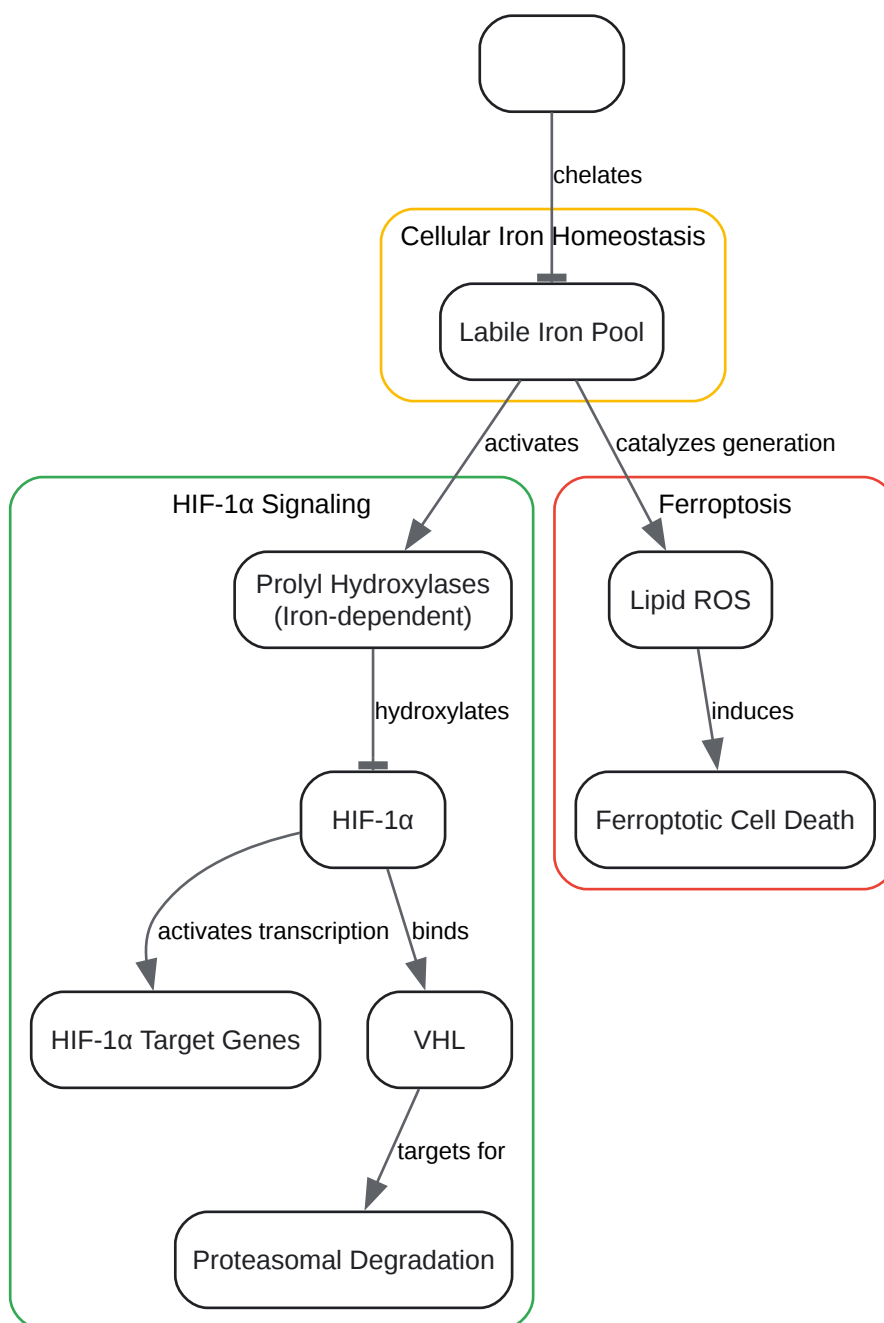 chelates
Cellular Iron Homeostasis
Labile Iron Pool
activates
catalyzes generation
HIF-1α Signaling
Ferroptosis
Prolyl Hydroxylases
(Iron-dependent)
Lipid ROS
hydroxylates
induces
HIF-1α
Ferroptotic Cell Death
activates transcription
binds
HIF-1α Target Genes
VHL
targets for
Proteasomal Degradation